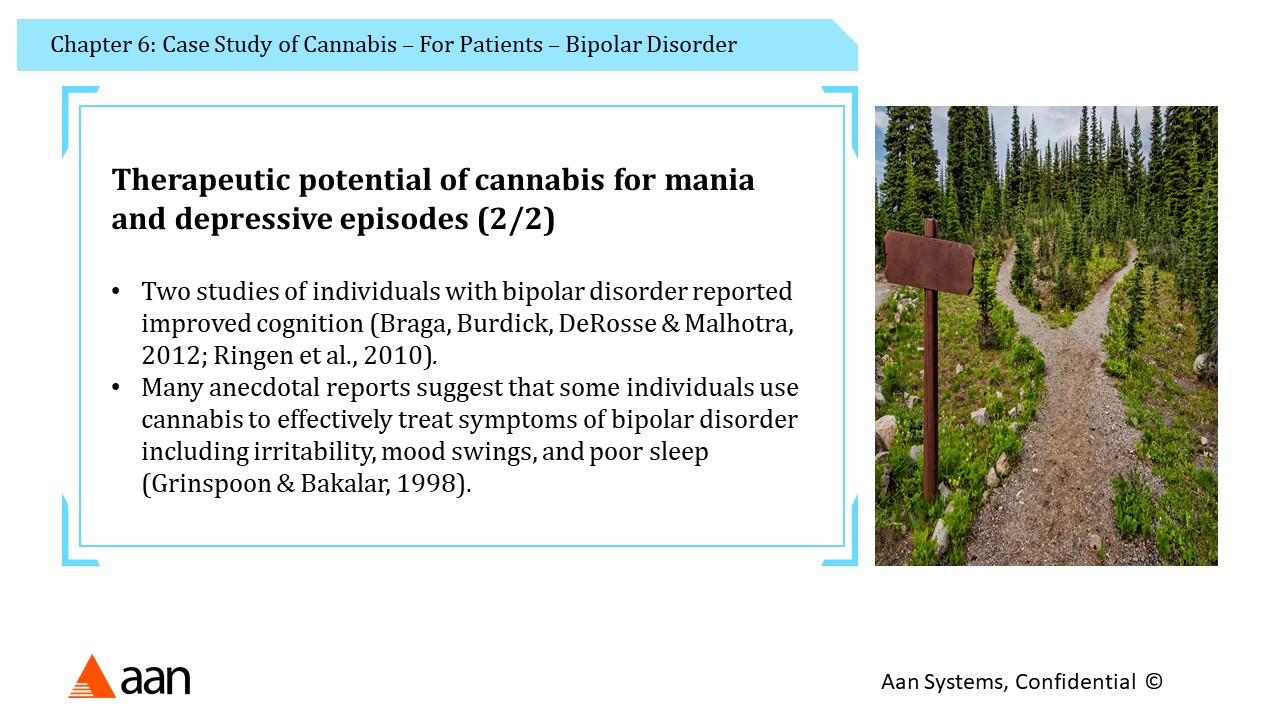 Chapter 6: Case Study of Cannabis – For Patients – Bipolar Disorder
Therapeutic potential of cannabis for mania
and depressive episodes (2/2)
• Two studies of individuals with bipolar disorder reported
improved cognition (Braga, Burdick, DeRosse & Malhotra,
2012; Ringen et al., 2010).
• Many anecdotal reports suggest that some individuals use
cannabis to effectively treat symptoms of bipolar disorder
including irritability, mood swings, and poor sleep
(Grinspoon & Bakalar, 1998).
aan
Aan Systems, Confidential ©